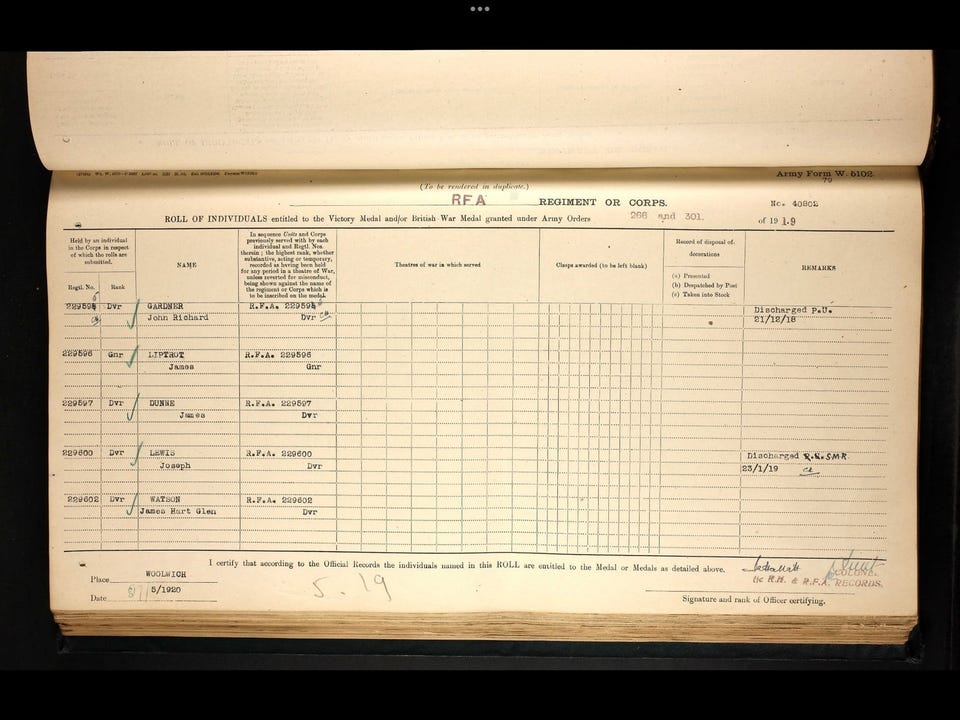 (To be rendered in duplicate.)
Army Form W. 5102.
79
RFA REGIMENT OR CORPS.
No. 40802
ROLL OF INDIVIDUALS entitled to the Victory Medal and/or British War Medal granted under Army Orders 266 and 301. of 191.9
Held by an individual
in the Corps in respect
of which the rolls are
submitted.
Regtl. No.
Rank
NAME
In sequence Units and Corps
previously served with by each
individual and Regtl. Nos.
therein ; the highest rank, whether
substantive, acting or temporary,
recorded as having been held
for any period in a theatre of War,
unless reverted for misconduct,
being shown against the name of
the regiment or Corps which is
to be inscribed on the medal.
Theatres of war in which served
Clasps awarded (to be left blank)
Record of disposal of
decorations
(a) Presented
(b) Despatched by Post
(c) Taken into Stock
REMARKS
Dvr GARDNER R.F.A. Discharged P.U.
John Richard Dvr 21/12/18
229596 Gnr LIPTROT R.F.A. 229596
James Gnr
229597 Dvr DUNNE R.F.A. 229597
James Dvr
229600 Dvr LEWIS R.F.A. 229600 Discharged
Joseph Dvr 23/1/19
229602 Dvr WATSON R.F.A. 229602
James Hart Glen Dvr
I certify that according to the Official Records the individuals named in this ROLL are entitled to the Medal or Medals as detailed above.
Place WOOLWICH
Date 5/1920
5.19
COLONEL
R.H. & R.F.A. RECORDS.
Signature and rank of Officer certifying.